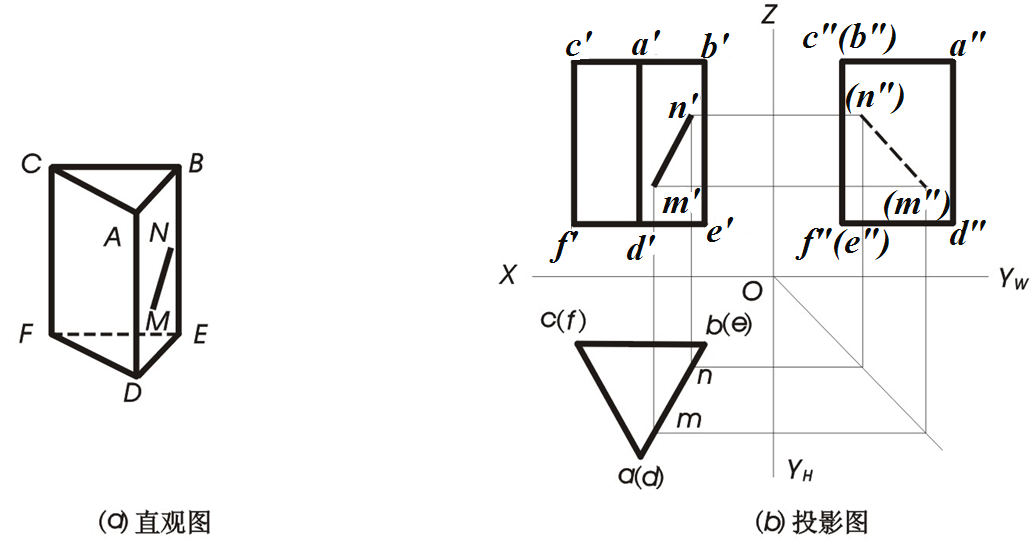 C
B
A
N
M
F
E
D
(a) 直观图
Z
c′ a′ b′ c″(b″) a″
n′ (n″)
m′ (m″)
f′ d′ e′ f″(e″) d″
X O Y_W
c(f) b(e)
n
m
a(d) Y_H
(b) 投影图